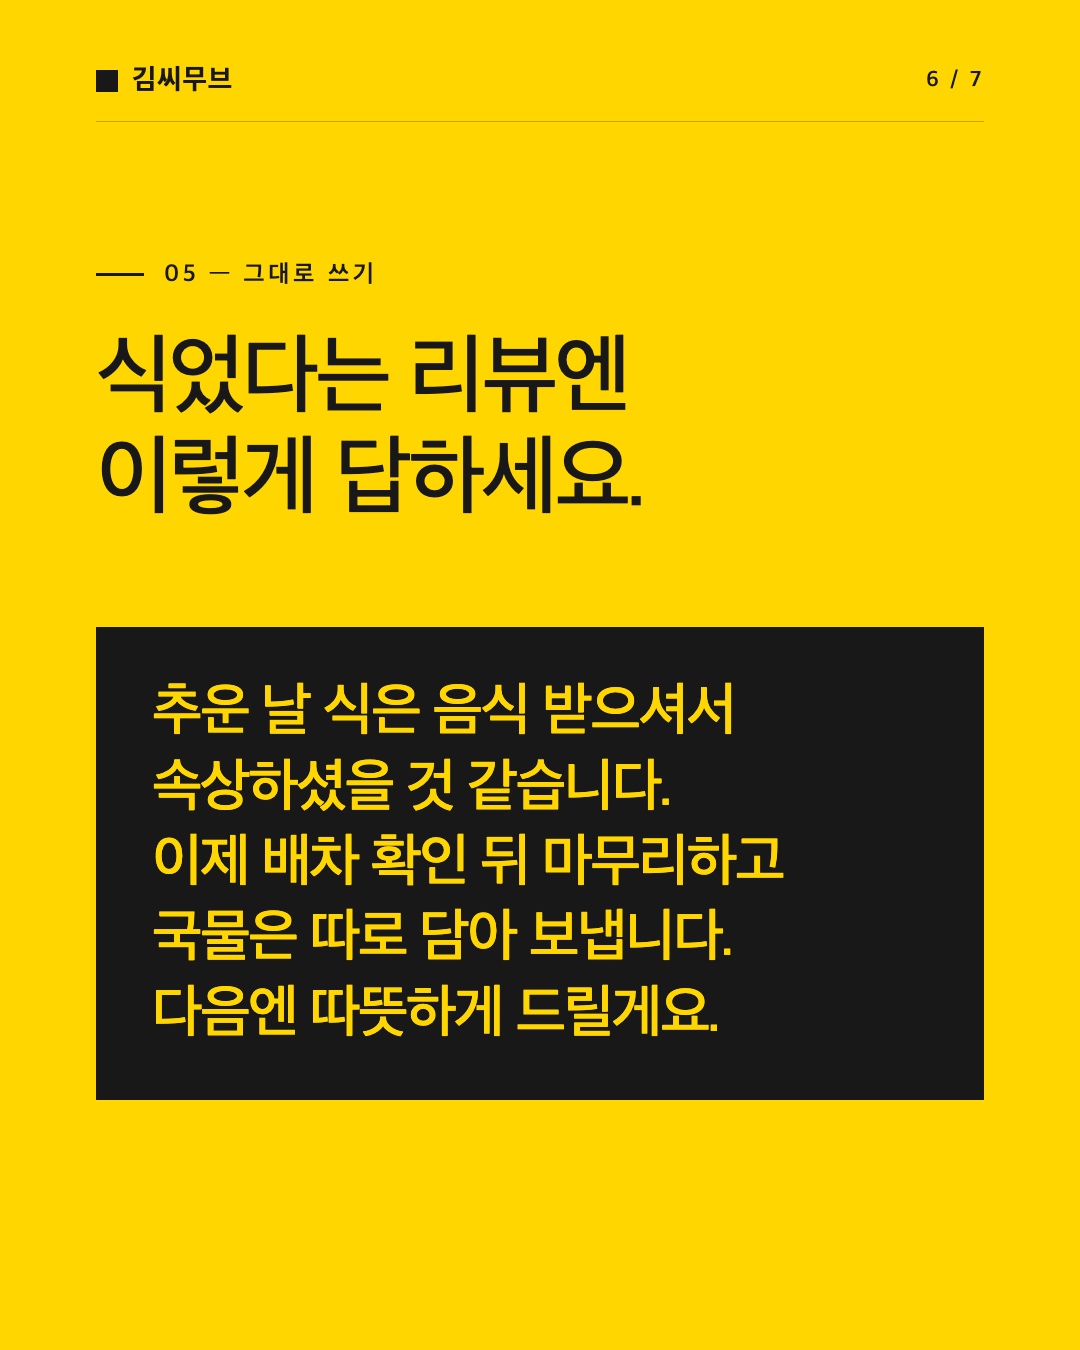 김씨무브
6 / 7
05 — 그대로 쓰기
식었다는 리뷰엔
이렇게 답하세요.
추운 날 식은 음식 받으셔서
속상하셨을 것 같습니다.
이제 배차 확인 뒤 마무리하고
국물은 따로 담아 보냅니다.
다음엔 따뜻하게 드릴게요.